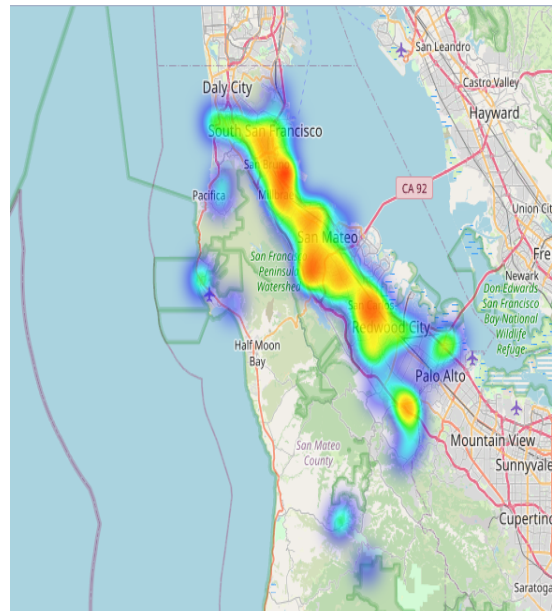 San Leandro
Daly City
Castro Valley
South San Francisco
Hayward
San Bruno
CA 92
Pacifica
Millbrae
Union City
San Mateo
San Francisco
Peninsula
Watershed
Fre
Newark
Don Edwards
San Francisco
Bay National
Wildlife
Refuge
San Carlos
Redwood City
Half Moon
Bay
Palo Alto
Mountain View
San Mateo
County
Sunnyvale
Cupertino
Saratoga